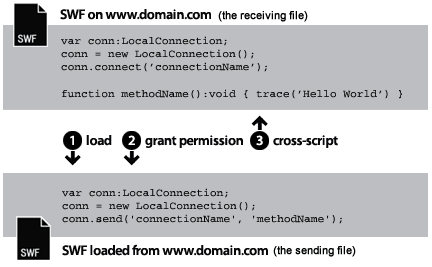 SWF on www.domain.com (the receiving file)
SWF
var conn:LocalConnection;
conn = new LocalConnection();
conn.connect('connectionName');
function methodName():void { trace('Hello World') }
1 load 2 grant permission 3 cross-script
var conn:LocalConnection;
conn = new LocalConnection();
conn.send('connectionName', 'methodName');
SWF
SWF loaded from www.domain.com (the sending file)